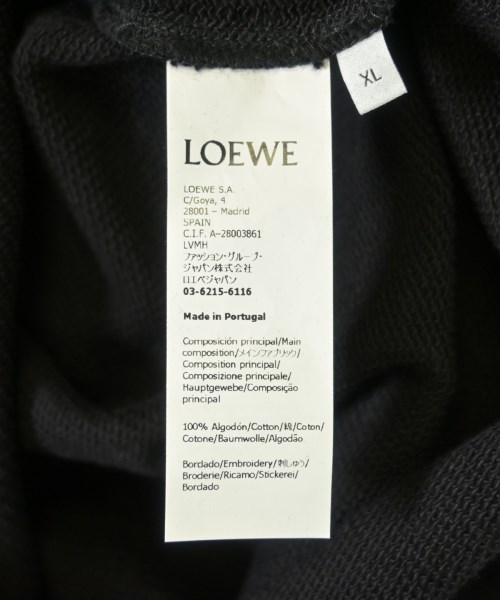 XL
LOEWE
LOEWE S.A.
C/Goya, 4
28001 – Madrid
SPAIN
C.I.F. A–28003861
LVMH
ファッション・グループ・
ジャパン株式会社
ロエベジャパン
03-6215-6116
Made in Portugal
Composición principal/Main
composition/メインファブリック/
Composition principal/
Composizione principale/
Hauptgewebe/Composição
principal
100% Algodón/Cotton/綿/Coton/
Cotone/Baumwolle/Algodão
Bordado/Embroidery/刺しゅう/
Broderie/Ricamo/Stickerei/
Bordado